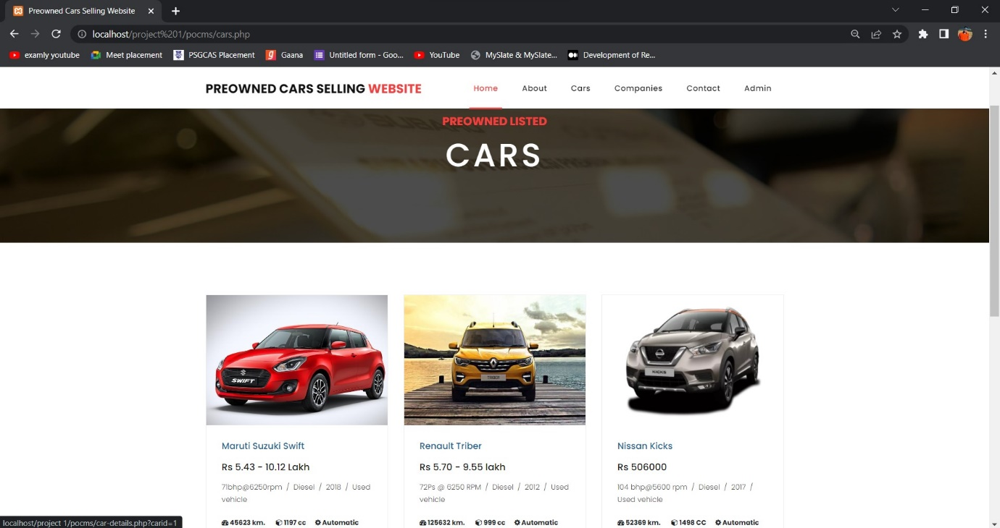 Preowned Cars Selling Website
localhost/project%201/pocms/cars.php
examly youtube Meet placement PSGCAS Placement Gaana Untitled form - Goo... YouTube MySlate & MySlate... Development of Re...
PREOWNED CARS SELLING WEBSITE Home About Cars Companies Contact Admin
PREOWNED LISTED
CARS
SWIFT
TRIBER
KICKS
Maruti Suzuki Swift
Rs 5.43 - 10.12 Lakh
71bhp@6250rpm / Diesel / 2018 / Used
vehicle
45623 km. 1197 cc Automatic
Renault Triber
Rs 5.70 - 9.55 lakh
72Ps @ 6250 RPM / Diesel / 2012 / Used
vehicle
125632 km. 999 cc Automatic
Nissan Kicks
Rs 506000
104 bhp@5600 rpm / Diesel / 2017 /
Used vehicle
52369 km. 1498 CC Automatic
localhost/project 1/pocms/car-details.php?carid=1